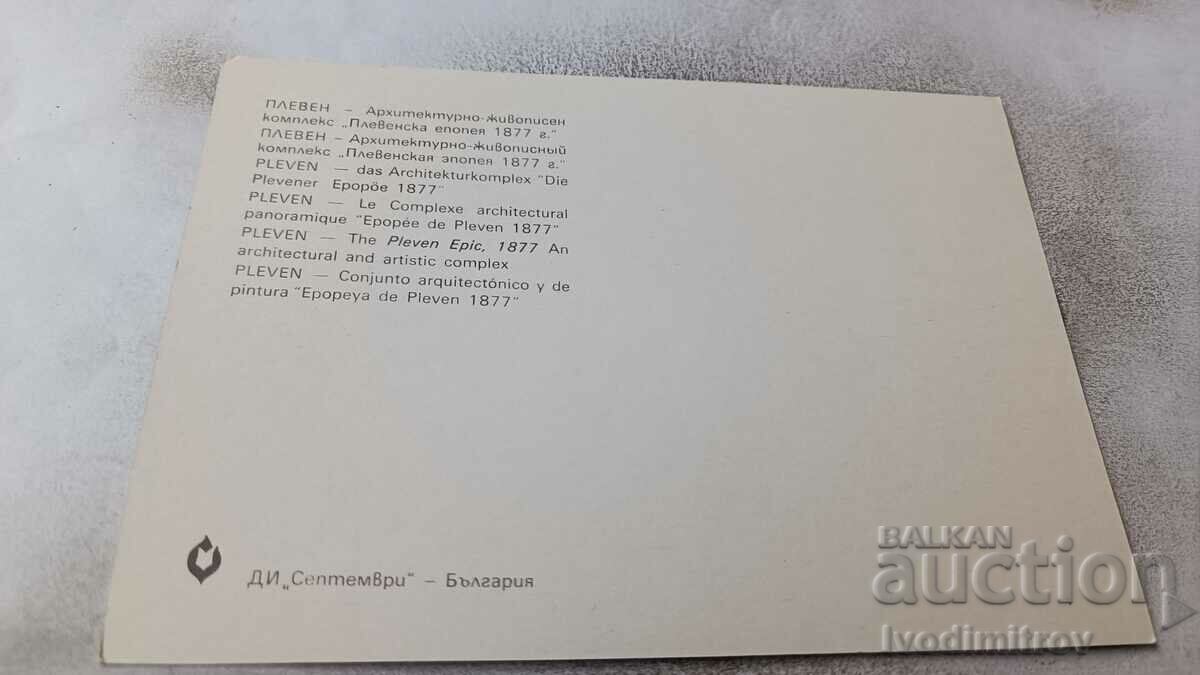 ПЛЕВЕН – Архитектурно-живописен
комплекс „Плевенска епопея 1877 г.“
ПЛЕВЕН – Архитектурно-живописный
комплекс „Плевенская эпопея 1877 г.“
PLEVEN — das Architekturkomplex "Die
Plevener Epopöe 1877"
PLEVEN — Le Complexe architectural
panoramique "Epopée de Pleven 1877"
PLEVEN — The Pleven Epic, 1877 An
architectural and artistic complex
PLEVEN — Conjunto arquitectónico y de
pintura "Epopeya de Pleven 1877"
ДИ „Септември“ – България
BALKAN
auction
Ivodimitrov